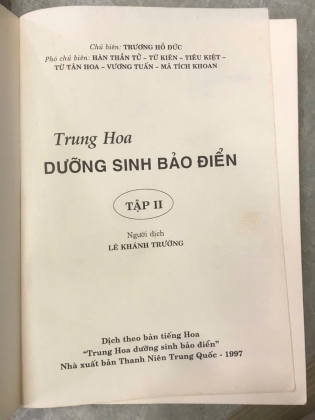 Chủ biên: TRƯƠNG HỒ ĐỨC
Phó chủ biên: HÀN THẦN TỬ – TỪ KIÊN – TIÊU KIỆT –
TỪ TÂN HOA – VƯƠNG TUẤN – MÃ TÍCH KHOAN
Trung Hoa
DƯỠNG SINH BẢO ĐIỂN
TẬP II
Người dịch
LÊ KHÁNH TRƯỜNG
Dịch theo bản tiếng Hoa
“Trung Hoa dưỡng sinh bảo điển”
Nhà xuất bản Thanh Niên Trung Quốc - 1997